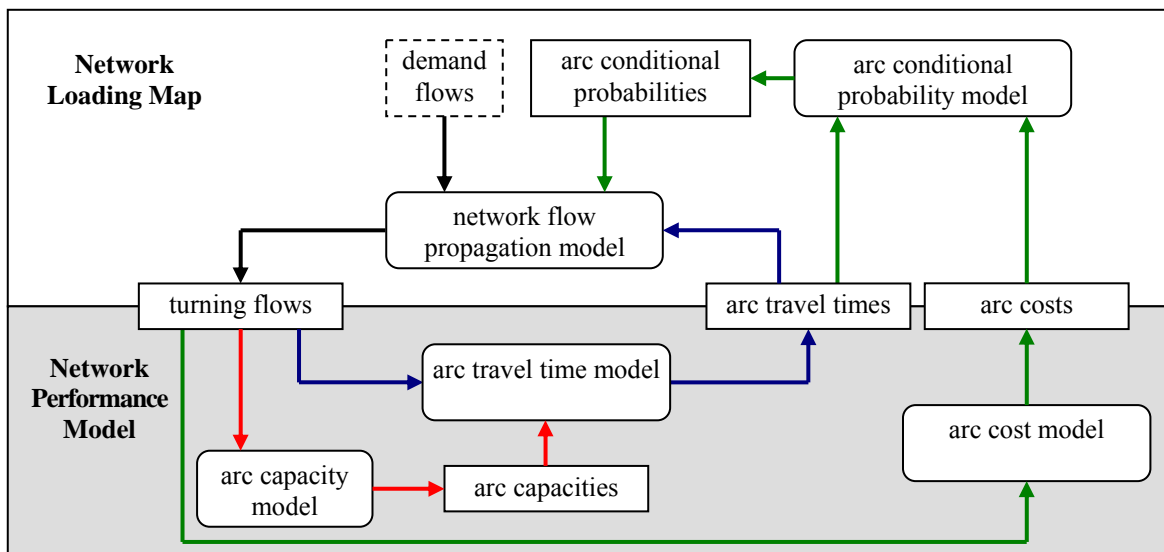 Network
Loading Map
demand
flows
arc conditional
probabilities
arc conditional
probability model
network flow
propagation model
turning flows
arc travel times
arc costs
Network
Performance
Model
arc travel time model
arc cost model
arc capacity
model
arc capacities